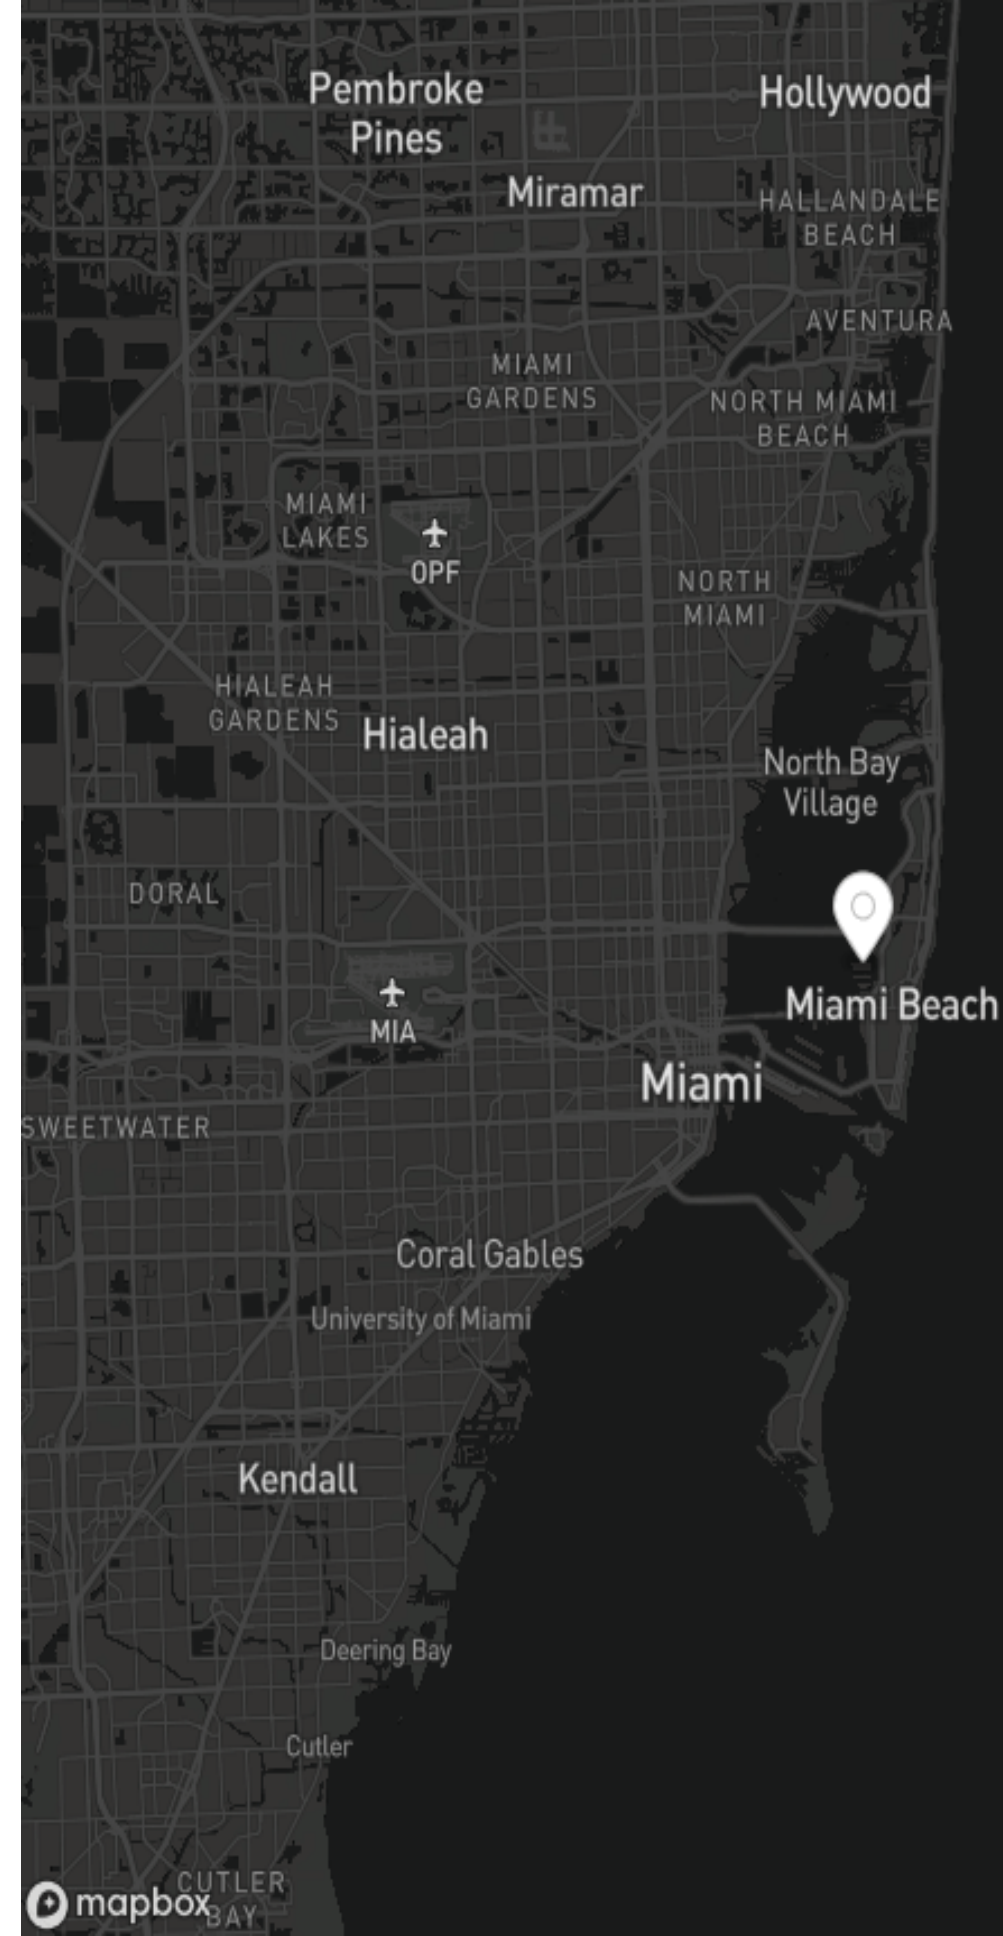 Pembroke
Pines
Hollywood
Miramar
HALLANDALE
BEACH
AVENTURA
MIAMI
GARDENS
NORTH MIAMI
BEACH
MIAMI
LAKES
OPF
NORTH
MIAMI
HIALEAH
GARDENS
Hialeah
North Bay
Village
DORAL
Miami Beach
MIA
Miami
SWEETWATER
Coral Gables
University of Miami
Kendall
Deering Bay
Cutler
CUTLER
BAY
mapbox